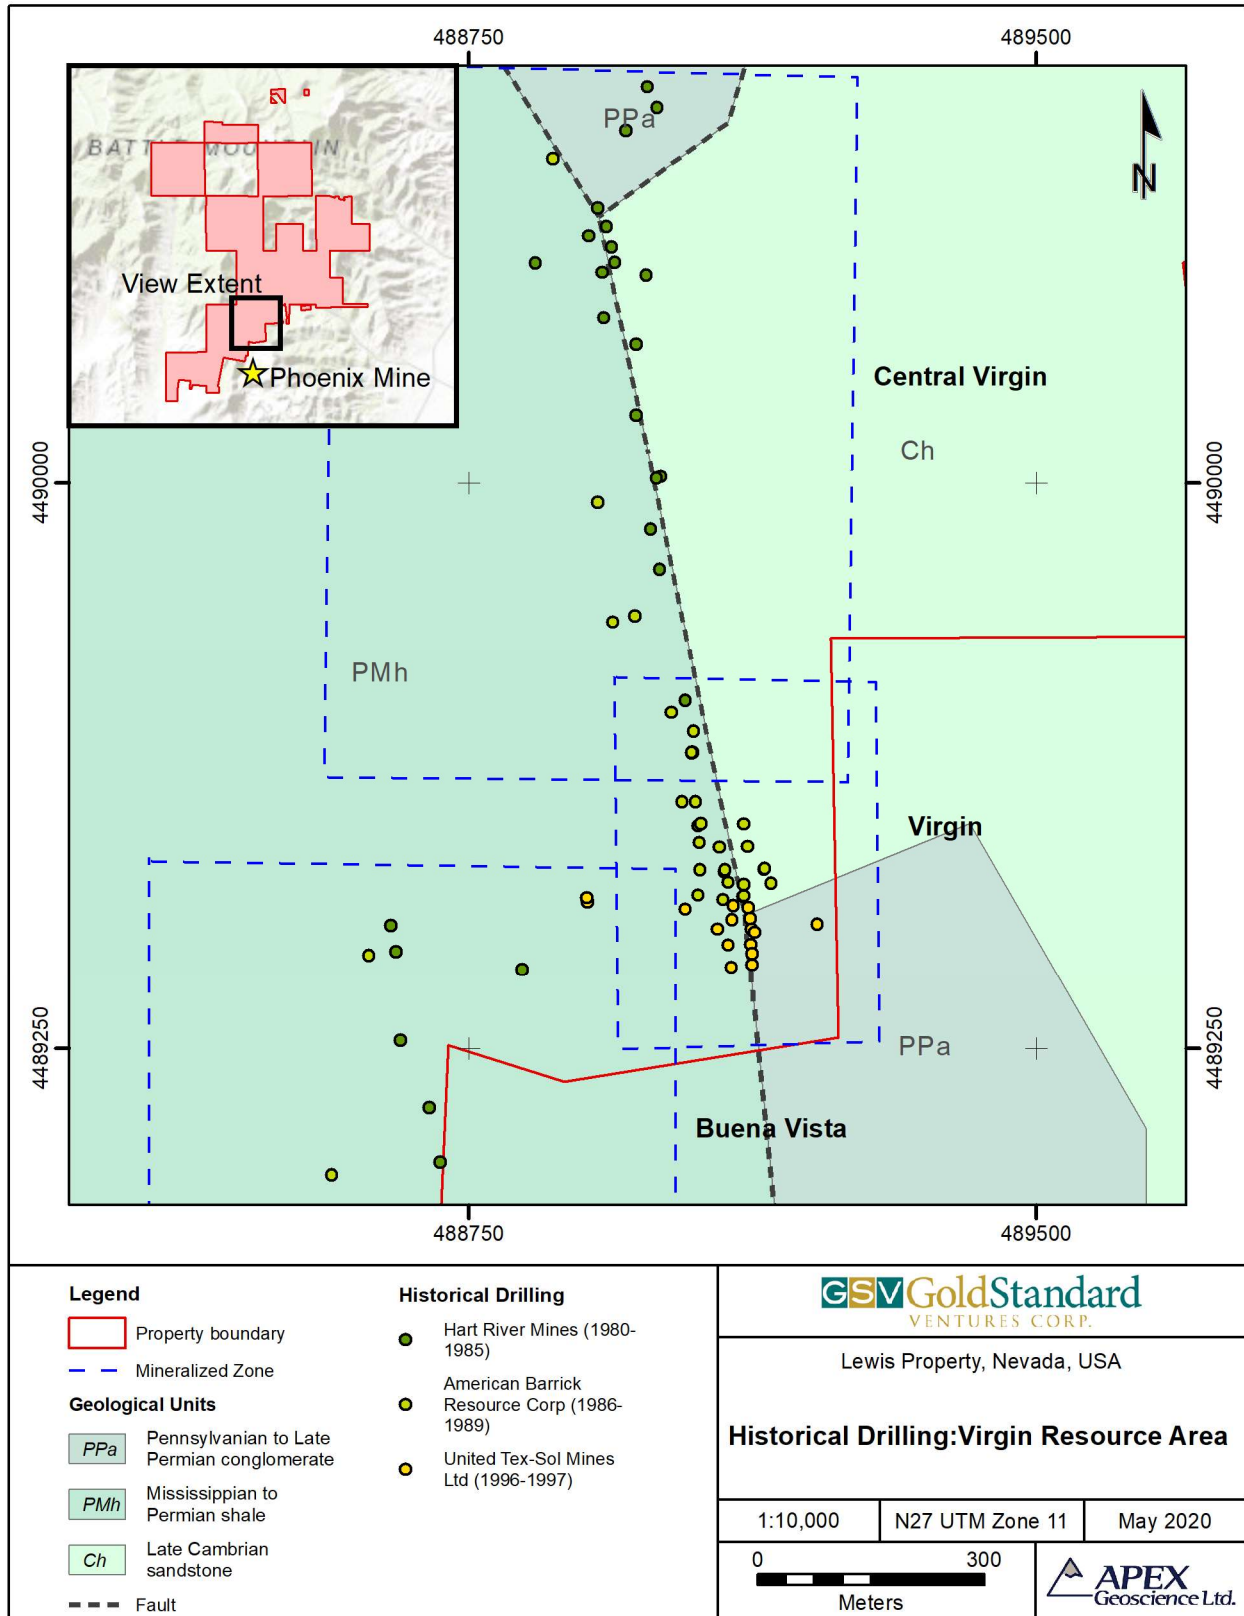 488750
489500
BATTLE MOUNTAIN
View Extent
Phoenix Mine
PPa
N
Central Virgin
Ch
4490000
4490000
PMh
Virgin
4489250
4489250
PPa
Buena Vista
488750
489500
Legend
Property boundary
Mineralized Zone
Geological Units
PPa
Pennsylvanian to Late
Permian conglomerate
PMh
Mississippian to
Permian shale
Ch
Late Cambrian
sandstone
Fault
Historical Drilling
Hart River Mines (1980-
1985)
American Barrick
Resource Corp (1986-
1989)
United Tex-Sol Mines
Ltd (1996-1997)
GSV GoldStandard
VENTURES CORP.
Lewis Property, Nevada, USA
Historical Drilling:Virgin Resource Area
1:10,000
N27 UTM Zone 11
May 2020
0 300
Meters
APEX
Geoscience Ltd.